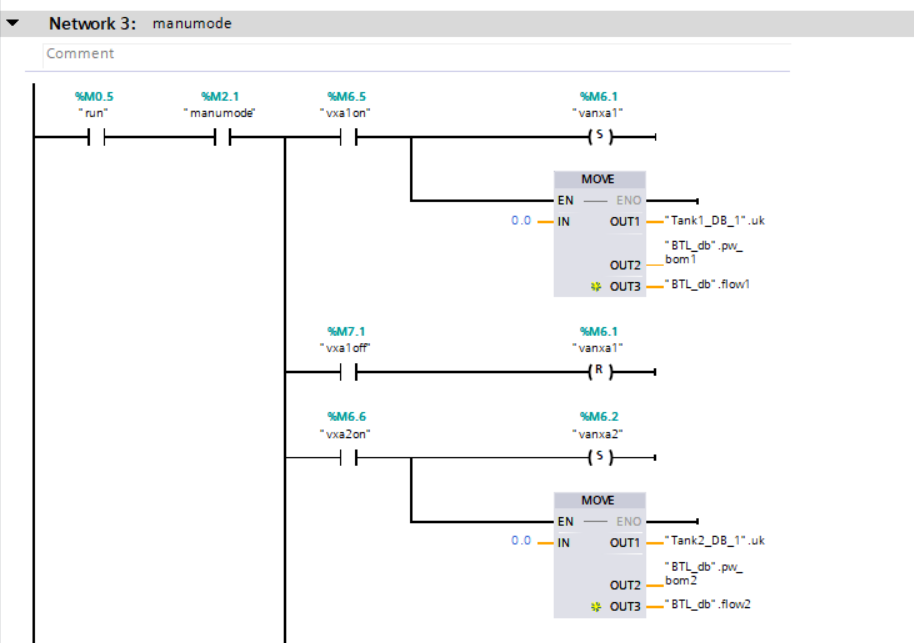 Network 3: manumode
Comment
%M0.5 %M2.1 %M6.5 %M6.1
"run" "manumode" "vxa1on" "vanxa1"
S
MOVE
EN ENO
0.0 IN OUT1 "Tank1_DB_1".uk
"BTL_db".pw_
OUT2 bom1
OUT3 "BTL_db".flow1
%M7.1 %M6.1
"vxa1off" "vanxa1"
R
%M6.6 %M6.2
"vxa2on" "vanxa2"
S
MOVE
EN ENO
0.0 IN OUT1 "Tank2_DB_1".uk
"BTL_db".pw_
OUT2 bom2
OUT3 "BTL_db".flow2